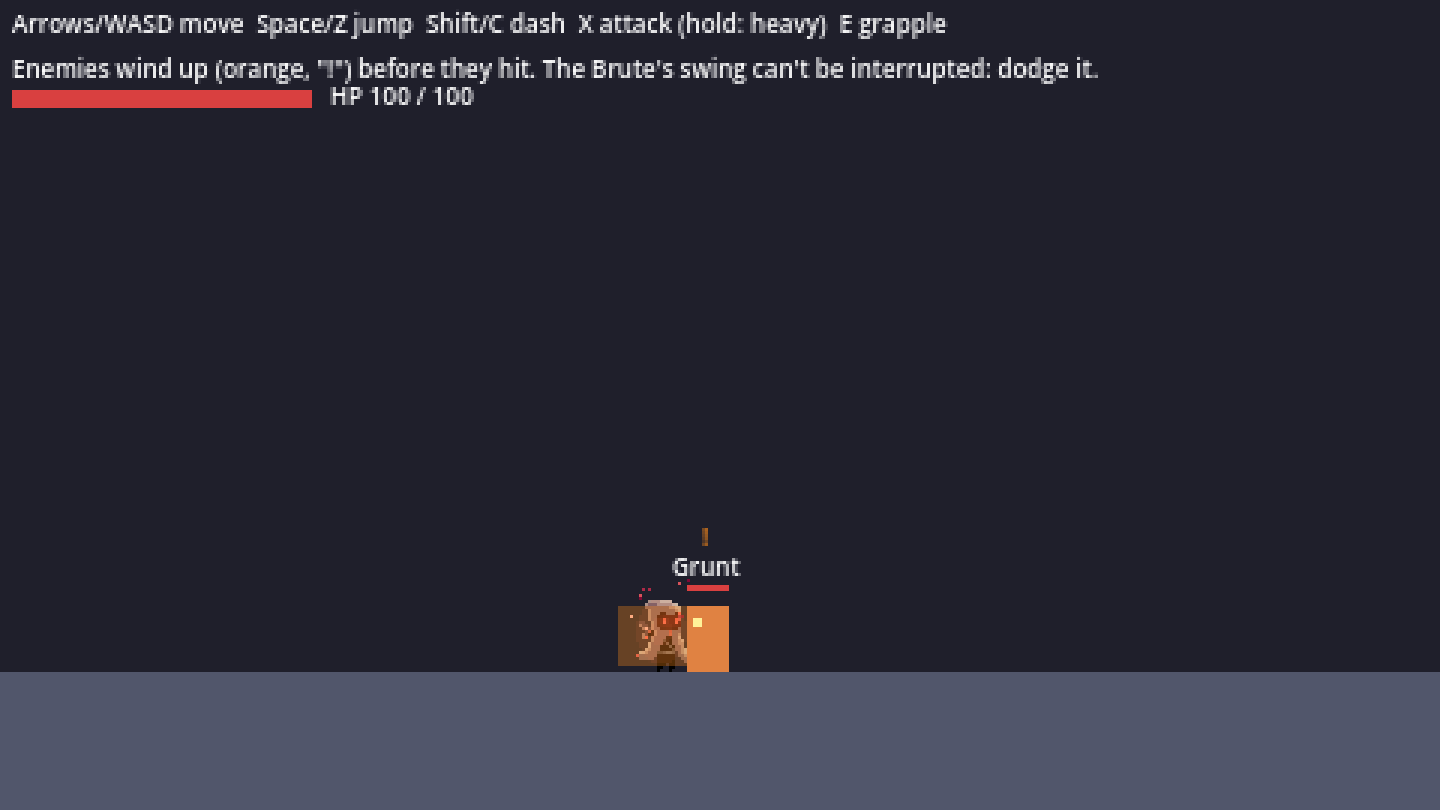 Arrows/WASD move  Space/Z jump  Shift/C dash  X attack (hold: heavy)  E grapple
Enemies wind up (orange, "!") before they hit. The Brute's swing can't be interrupted: dodge it.
HP 100 / 100
!
Grunt